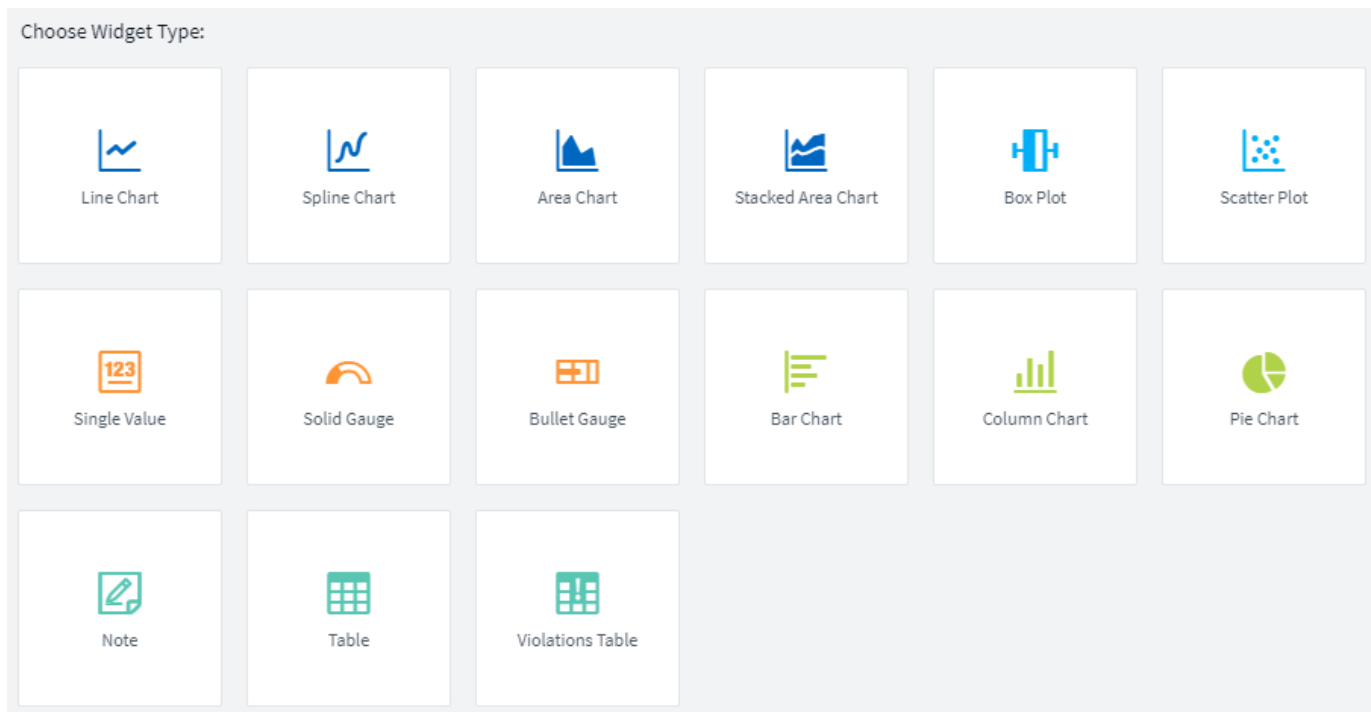 Choose Widget Type:
Line Chart
Spline Chart
Area Chart
Stacked Area Chart
Box Plot
Scatter Plot
123
Single Value
Solid Gauge
Bullet Gauge
Bar Chart
Column Chart
Pie Chart
Note
Table
!
Violations Table